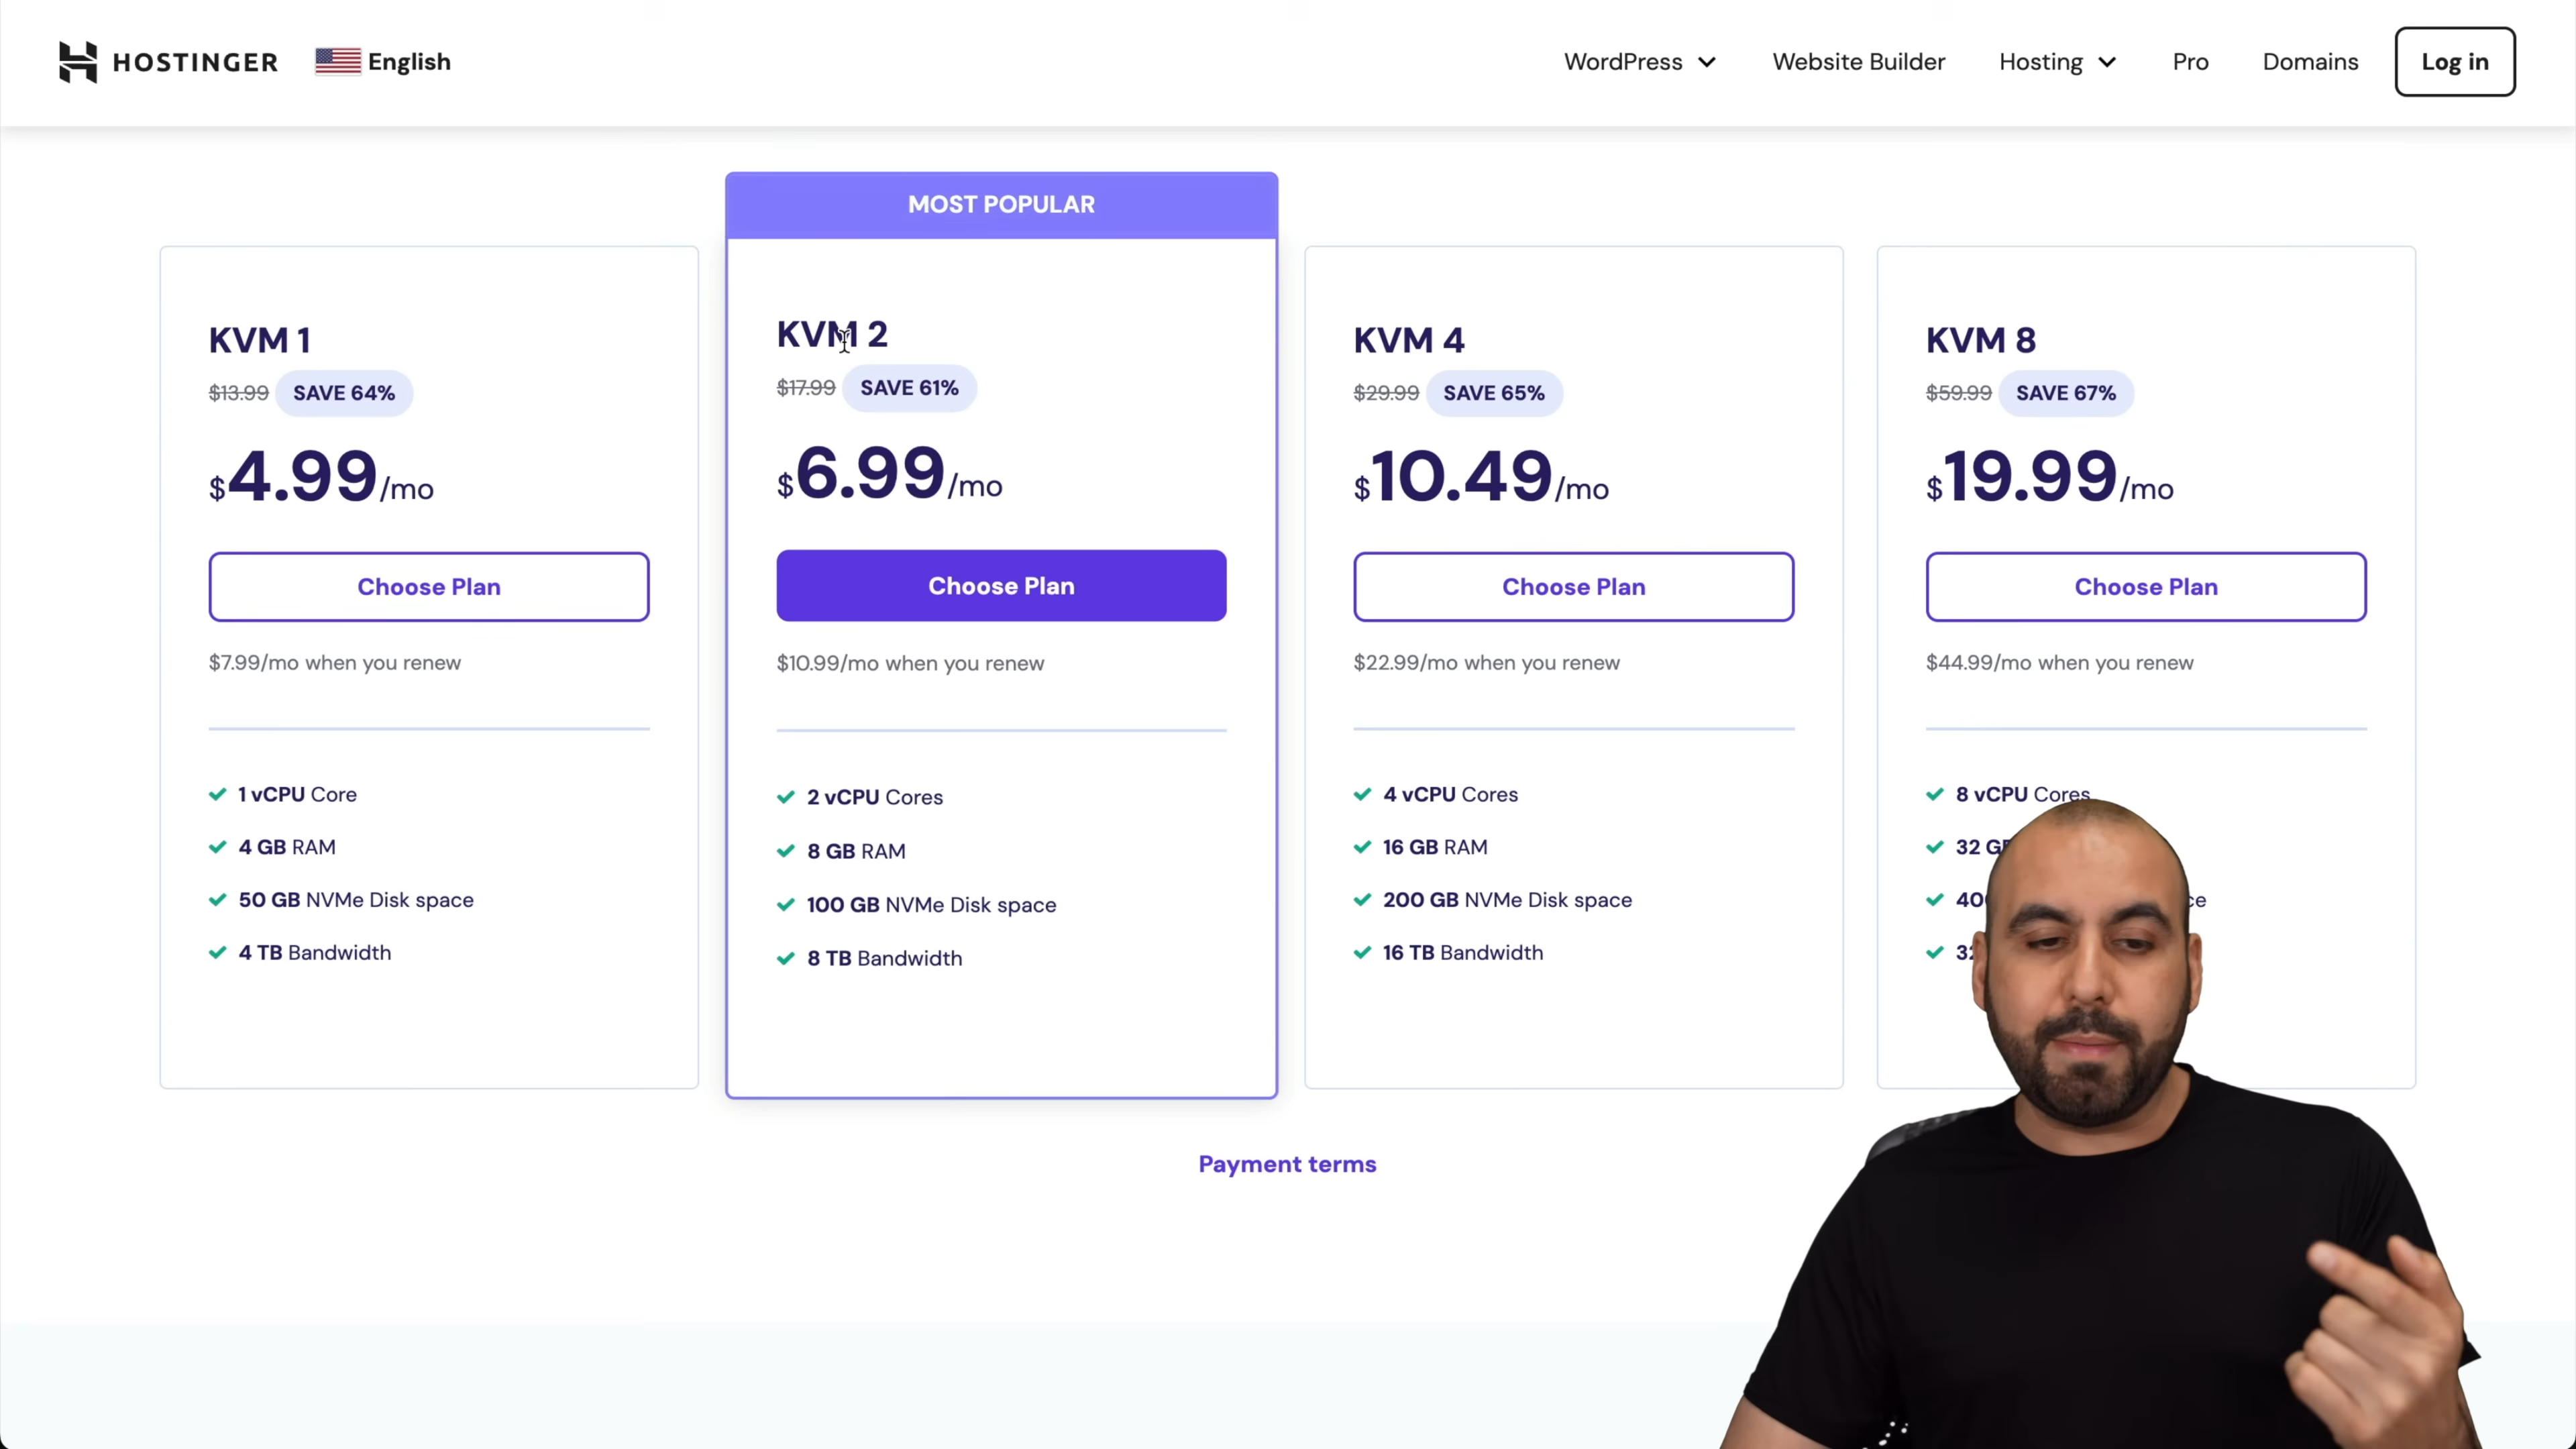 HOSTINGER English WordPress Website Builder Hosting Pro Domains Log in
MOST POPULAR
KVM 1
$13.99 SAVE 64%
$4.99/mo
Choose Plan
$7.99/mo when you renew
1 vCPU Core
4 GB RAM
50 GB NVMe Disk space
4 TB Bandwidth
KVM 2
$17.99 SAVE 61%
$6.99/mo
Choose Plan
$10.99/mo when you renew
2 vCPU Cores
8 GB RAM
100 GB NVMe Disk space
8 TB Bandwidth
KVM 4
$29.99 SAVE 65%
$10.49/mo
Choose Plan
$22.99/mo when you renew
4 vCPU Cores
16 GB RAM
200 GB NVMe Disk space
16 TB Bandwidth
KVM 8
$59.99 SAVE 67%
$19.99/mo
Choose Plan
$44.99/mo when you renew
8 vCPU Cores
32
Payment terms